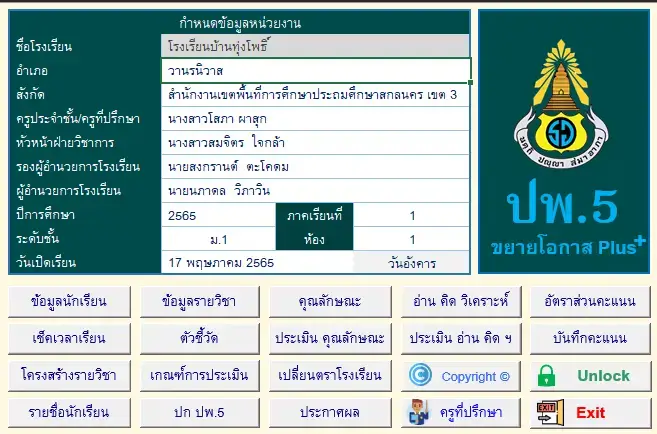 กำหนดข้อมูลหน่วยงาน
ชื่อโรงเรียน โรงเรียนบ้านทุ่งโพธิ์
อำเภอ วานรนิวาส
สังกัด สำนักงานเขตพื้นที่การศึกษาประถมศึกษาสกลนคร เขต 3
ครูประจำชั้น/ครูที่ปรึกษา นางสาวโสภา ผาสุก
หัวหน้าฝ่ายวิชาการ นางสาวสมจิตร ใจกล้า
รองผู้อำนวยการโรงเรียน นายสงกรานต์ ตะโคดม
ผู้อำนวยการโรงเรียน นายนภาดล วิภาวิน
ปีการศึกษา 2565 ภาคเรียนที่ 1
ระดับชั้น ม.1 ห้อง 1
วันเปิดเรียน 17 พฤษภาคม 2565 วันอังคาร
ปพ.5
ขยายโอกาส Plus+
ข้อมูลนักเรียน ข้อมูลรายวิชา คุณลักษณะ อ่าน คิด วิเคราะห์ อัตราส่วนคะแนน
เช็คเวลาเรียน ตัวชี้วัด ประเมิน คุณลักษณะ ประเมิน อ่าน คิด ฯ บันทึกคะแนน
โครงสร้างรายวิชา เกณฑ์การประเมิน เปลี่ยนตราโรงเรียน © Copyright © Unlock
รายชื่อนักเรียน ปก ปพ.5 ประกาศผล ครูที่ปรึกษา EXIT Exit